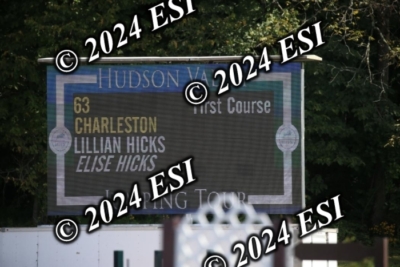 © 2024 ESI
© 2024 ESI
HUDSON VA
63
First Course
CHARLESTON
LILLIAN HICKS
ELISE HICKS
© 2024 ESI
© 2024 ESI
TOUR
© 2024 ESI